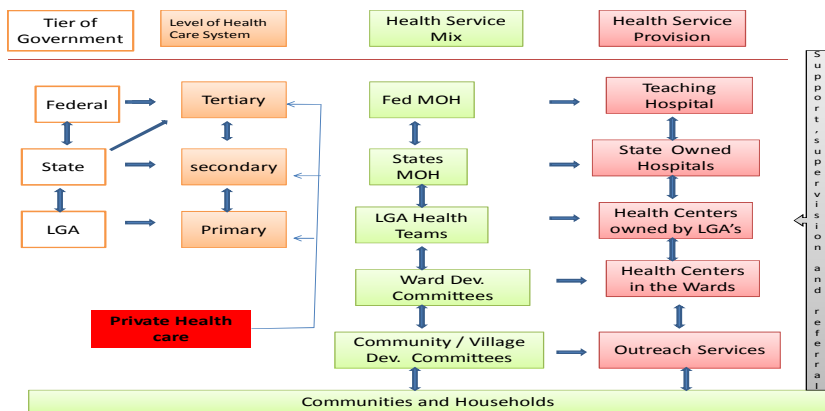 Tier of
Government
Level of Health
Care System
Health Service
Mix
Health Service
Provision
Federal
Tertiary
Fed MOH
Teaching
Hospital
State
secondary
States
MOH
State Owned
Hospitals
LGA
Primary
LGA Health
Teams
Health Centers
owned by LGA's
Ward Dev.
Committees
Health Centers
in the Wards
Private Health
care
Community / Village
Dev. Committees
Outreach Services
Communities and Households
Support,supervision and referral